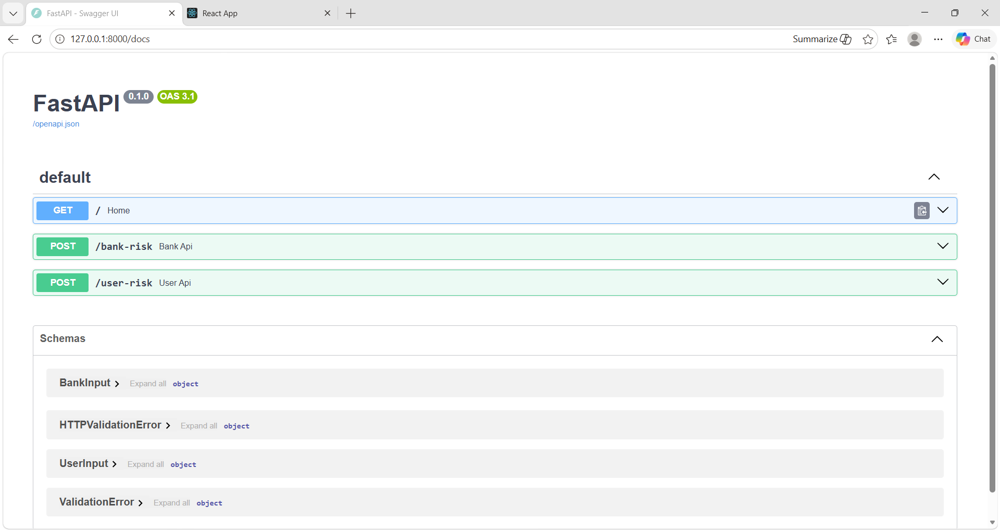 FastAPI - Swagger UI
React App
127.0.0.1:8000/docs
Summarize
Chat
FastAPI 0.1.0 OAS 3.1
/openapi.json
default
GET / Home
POST /bank-risk Bank Api
POST /user-risk User Api
Schemas
BankInput Expand all object
HTTPValidationError Expand all object
UserInput Expand all object
ValidationError Expand all object